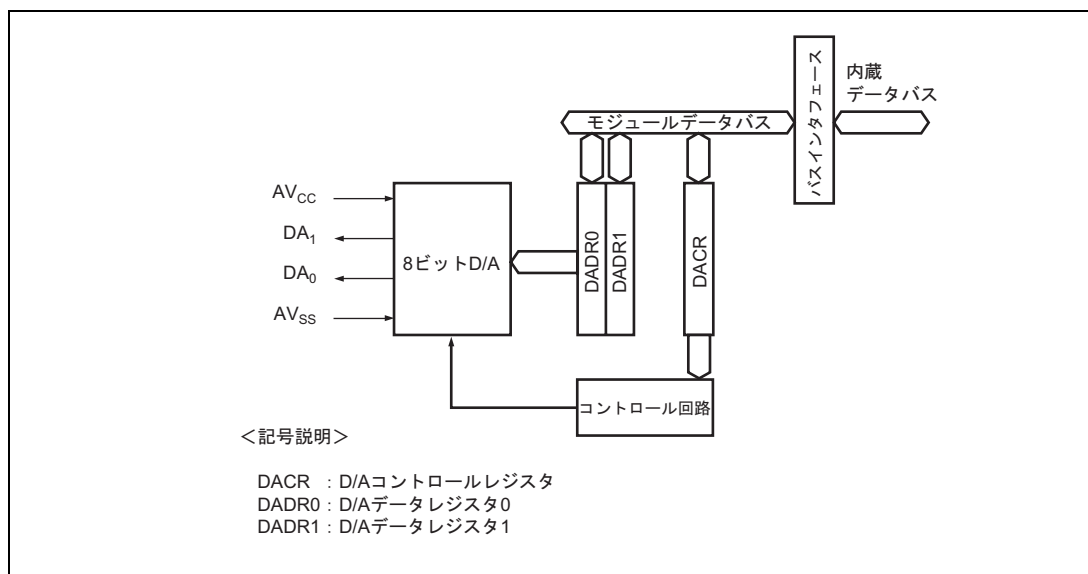 バスインタフェース
内蔵
データバス
モジュールデータバス
AVCC
DA1
DA0
AVSS
8ビットD/A
DADR0
DADR1
DACR
コントロール回路
＜記号説明＞
DACR ：D/Aコントロールレジスタ
DADR0：D/Aデータレジスタ0
DADR1：D/Aデータレジスタ1